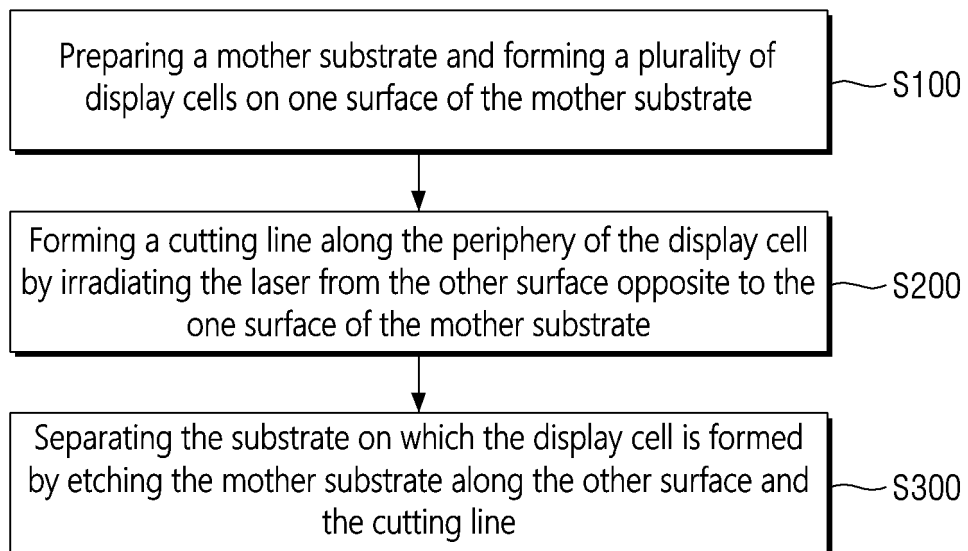 Preparing a mother substrate and forming a plurality of
display cells on one surface of the mother substrate
S100
Forming a cutting line along the periphery of the display cell
by irradiating the laser from the other surface opposite to the
one surface of the mother substrate
S200
Separating the substrate on which the display cell is formed
by etching the mother substrate along the other surface and
the cutting line
S300